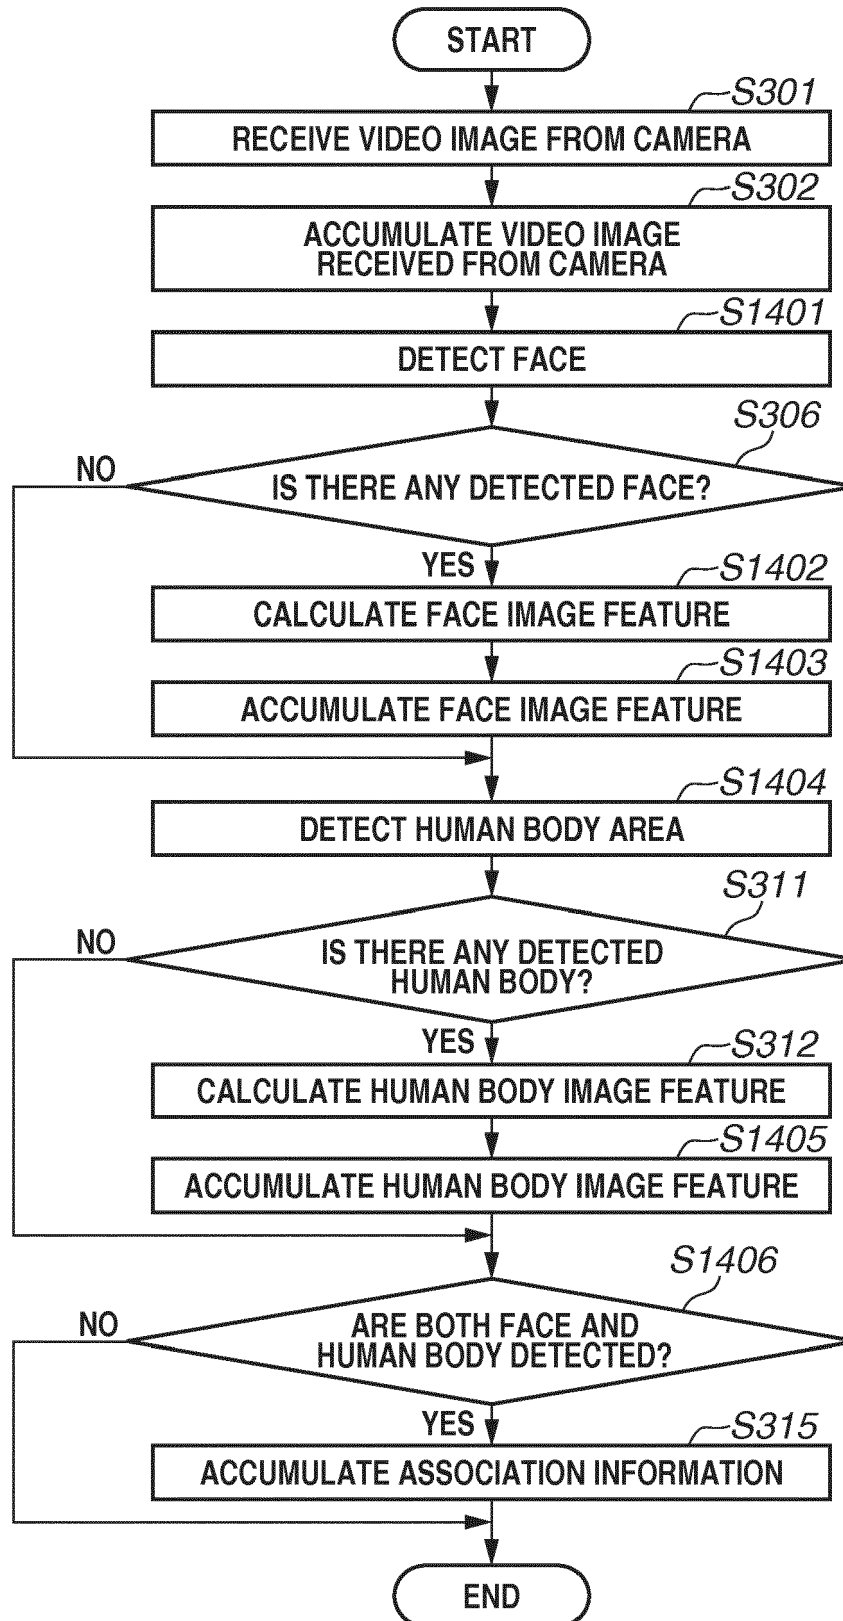 START
S301
RECEIVE VIDEO IMAGE FROM CAMERA
S302
ACCUMULATE VIDEO IMAGE
RECEIVED FROM CAMERA
S1401
DETECT FACE
S306
NO
IS THERE ANY DETECTED FACE?
YES
S1402
CALCULATE FACE IMAGE FEATURE
S1403
ACCUMULATE FACE IMAGE FEATURE
S1404
DETECT HUMAN BODY AREA
S311
NO
IS THERE ANY DETECTED
HUMAN BODY?
YES
S312
CALCULATE HUMAN BODY IMAGE FEATURE
S1405
ACCUMULATE HUMAN BODY IMAGE FEATURE
S1406
NO
ARE BOTH FACE AND
HUMAN BODY DETECTED?
YES
S315
ACCUMULATE ASSOCIATION INFORMATION
END